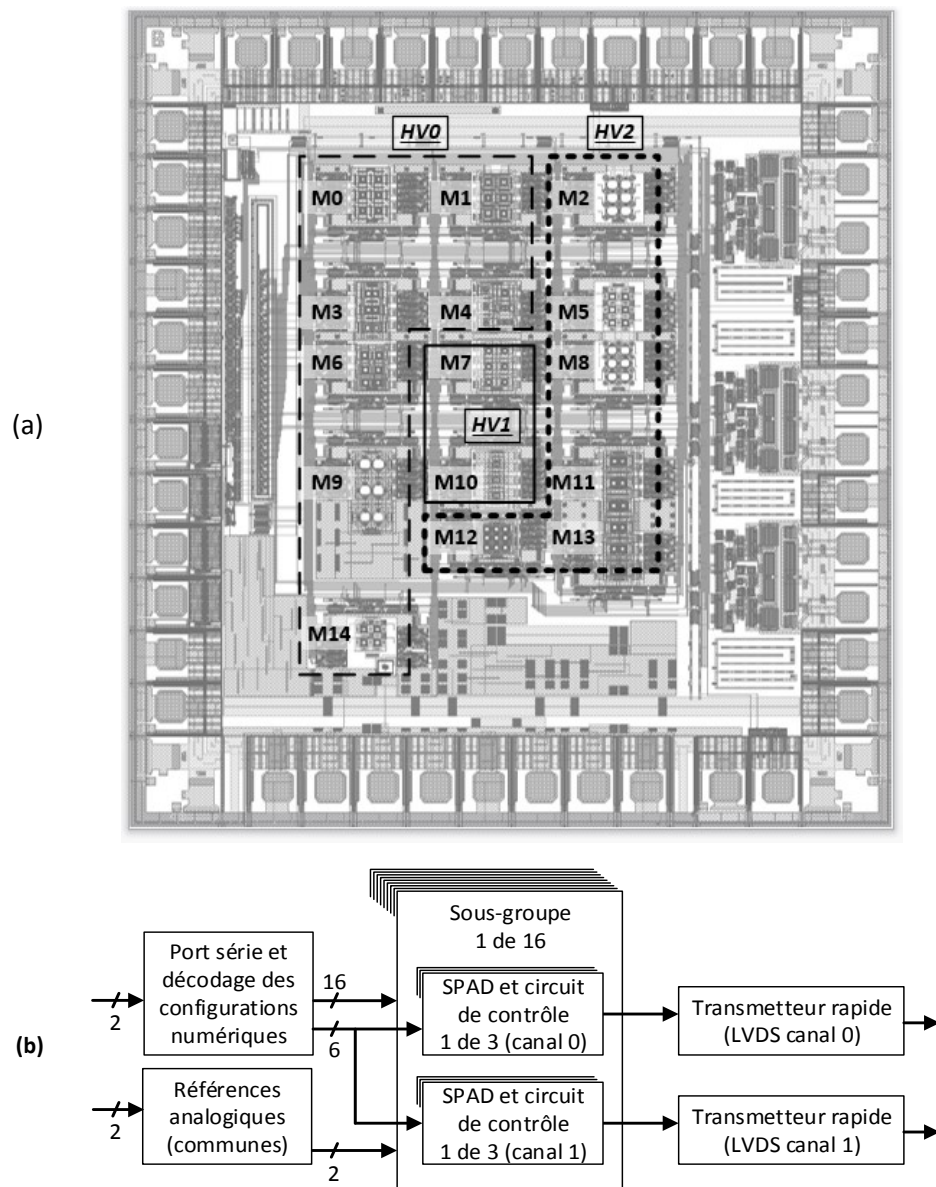 (a)
B
HV0 HV2
M0 M1 M2
M3 M4 M5
M6 M7 M8
HV1
M9 M10 M11
M12 M13
M14
(b)
Sous-groupe
1 de 16
Port série et
décodage des
configurations
numériques
2
16
6
SPAD et circuit
de contrôle
1 de 3 (canal 0)
Transmetteur rapide
(LVDS canal 0)
Références
analogiques
(communes)
2
2
SPAD et circuit
de contrôle
1 de 3 (canal 1)
Transmetteur rapide
(LVDS canal 1)